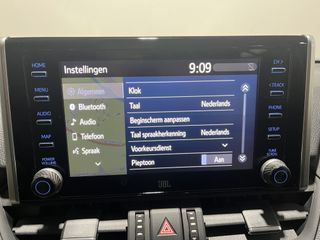 Instellingen
9:09
HOME
MENU
AUDIO
MAP
POWER
VOLUME
Algemeen
Bluetooth
Audio
Telefoon
Spraak
Klok
Taal Nederlands
Beginscherm aanpassen
Taal spraakherkenning Nederlands
Voorkeursdienst
Pieptoon Aan
CH >
< TRACK
PHONE
SETUP
TUNE
SCROLL
JBL